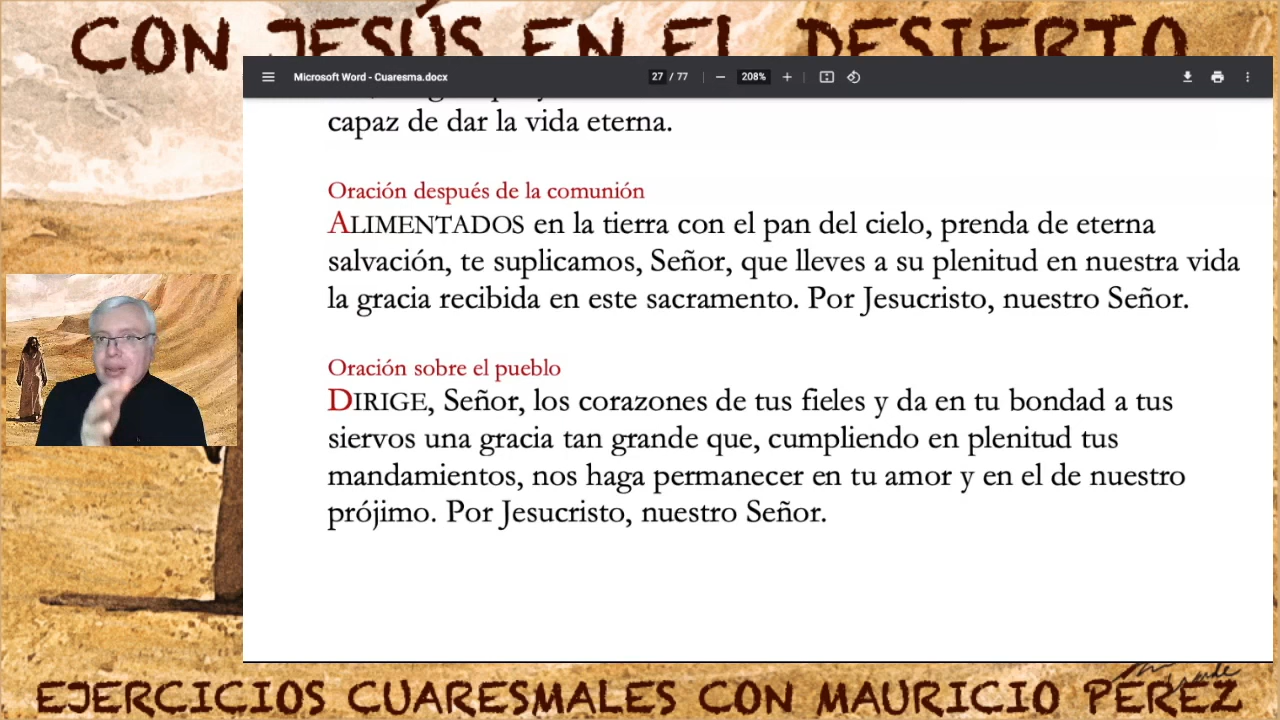 CON JESÚS EN EL DESIERTO
Microsoft Word - Cuaresma.docx
27 / 77
208%
capaz de dar la vida eterna.
Oración después de la comunión
ALIMENTADOS en la tierra con el pan del cielo, prenda de eterna
salvación, te suplicamos, Señor, que lleves a su plenitud en nuestra vida
la gracia recibida en este sacramento. Por Jesucristo, nuestro Señor.
Oración sobre el pueblo
DIRIGE, Señor, los corazones de tus fieles y da en tu bondad a tus
siervos una gracia tan grande que, cumpliendo en plenitud tus
mandamientos, nos haga permanecer en tu amor y en el de nuestro
prójimo. Por Jesucristo, nuestro Señor.
EJERCICIOS CUARESMALES CON MAURICIO PÉREZ